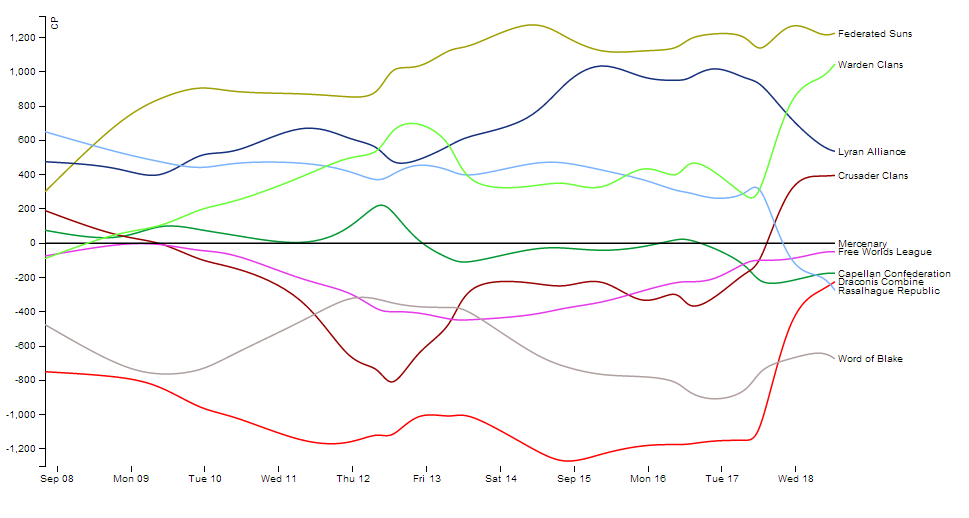 CP
1,200
1,000
800
600
400
200
0
-200
-400
-600
-800
-1,000
-1,200
Federated Suns
Warden Clans
Lyran Alliance
Crusader Clans
Mercenary
Free Worlds League
Capellan Confederation
Draconis Combine
Rasalhague Republic
Word of Blake
Sep 08 Mon 09 Tue 10 Wed 11 Thu 12 Fri 13 Sat 14 Sep 15 Mon 16 Tue 17 Wed 18